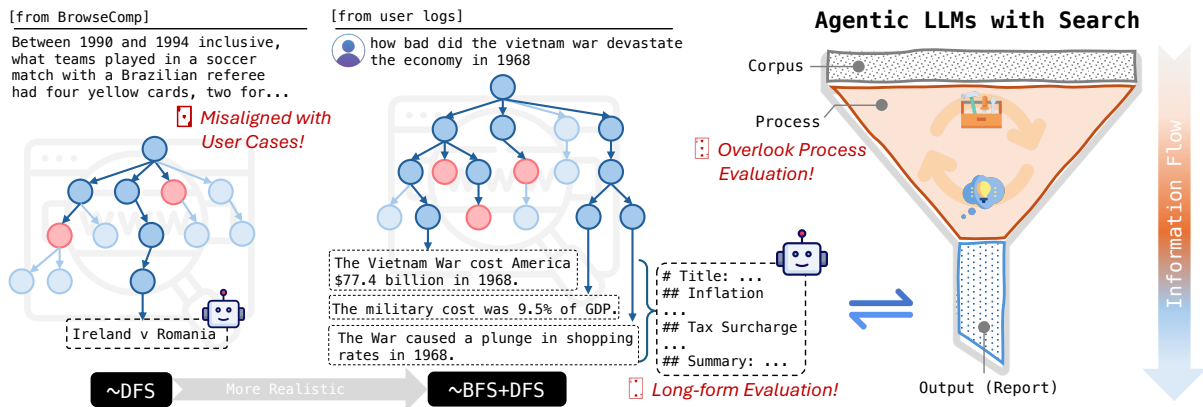 [from BrowseComp]
Between 1990 and 1994 inclusive,
what teams played in a soccer
match with a Brazilian referee
had four yellow cards, two for...
Misaligned with
User Cases!
WWW
Ireland v Romania
~DFS
More Realistic
[from user logs]
how bad did the vietnam war devastate
the economy in 1968
The Vietnam War cost America
$77.4 billion in 1968.
The military cost was 9.5% of GDP.
The War caused a plunge in shopping
rates in 1968.
~BFS+DFS
# Title: ...
## Inflation
...
## Tax Surcharge
...
## Summary: ...
Long-form Evaluation!
Agentic LLMs with Search
Corpus
Process
Overlook Process
Evaluation!
Output (Report)
Information Flow